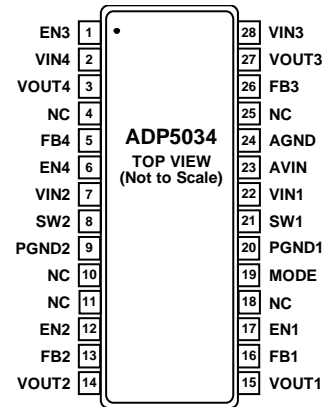 EN3 1 28 VIN3
VIN4 2 27 VOUT3
VOUT4 3 26 FB3
NC 4 25 NC
FB4 5 ADP5034 24 AGND
EN4 6 TOP VIEW 23 AVIN
VIN2 7 (Not to Scale) 22 VIN1
SW2 8 21 SW1
PGND2 9 20 PGND1
NC 10 19 MODE
NC 11 18 NC
EN2 12 17 EN1
FB2 13 16 FB1
VOUT2 14 15 VOUT1